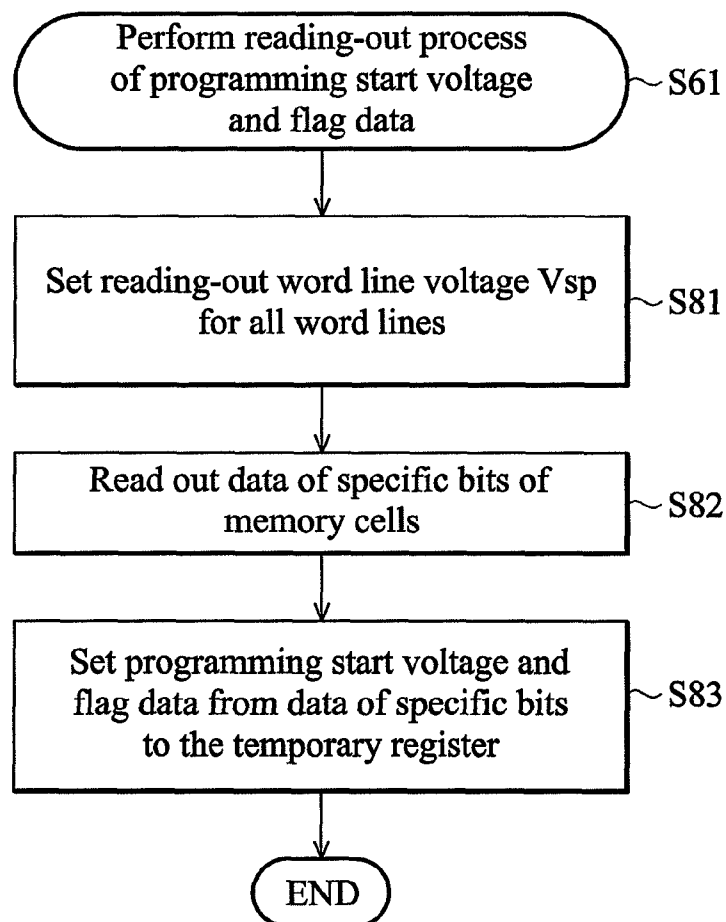 Perform reading-out process
of programming start voltage
and flag data
S61
Set reading-out word line voltage Vsp
for all word lines
S81
Read out data of specific bits of
memory cells
S82
Set programming start voltage and
flag data from data of specific bits
to the temporary register
S83
END